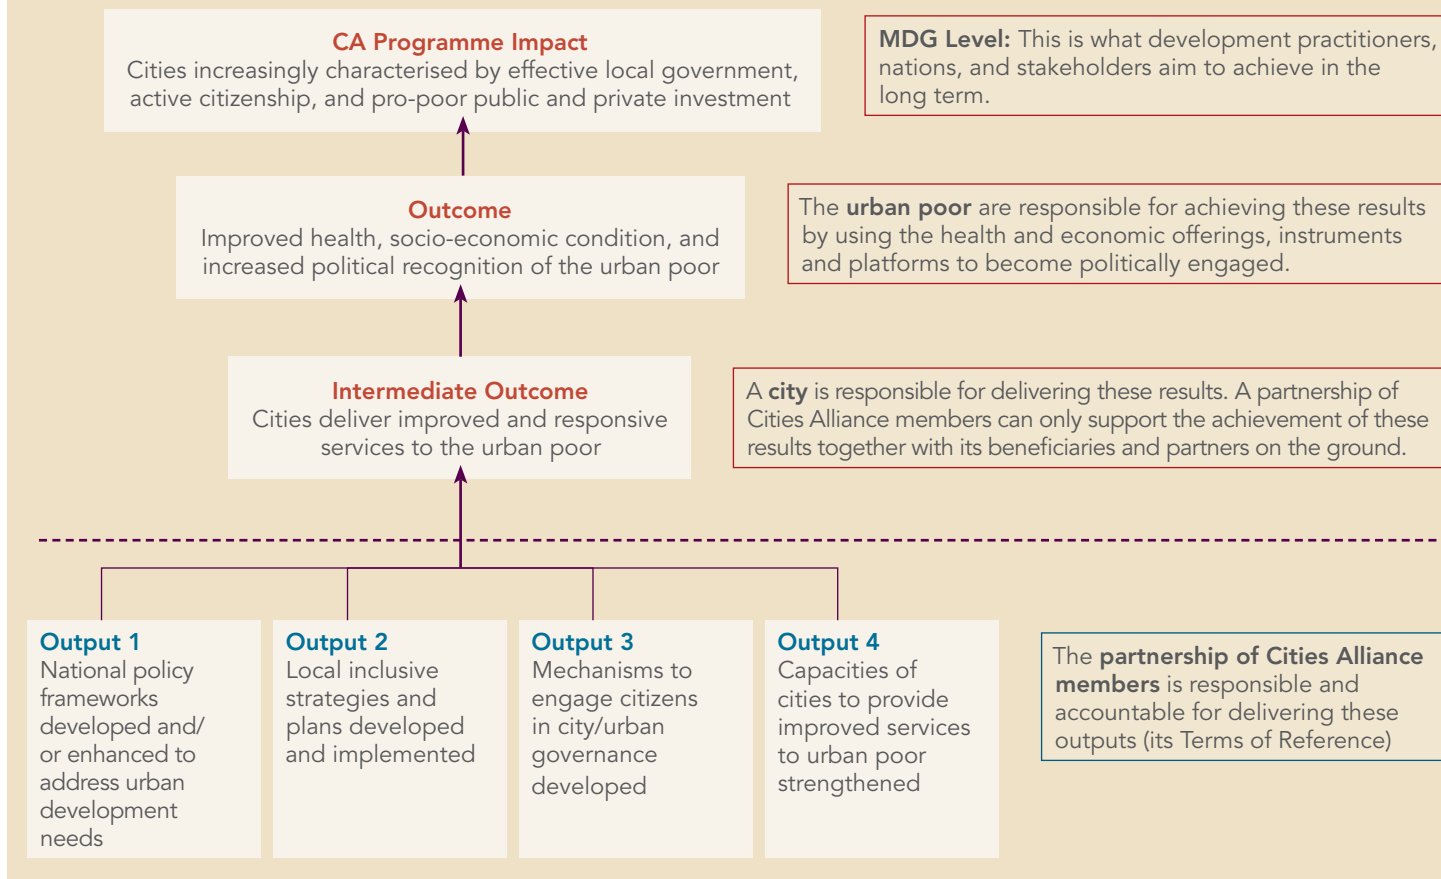 CA Programme Impact
Cities increasingly characterised by effective local government,
active citizenship, and pro-poor public and private investment
MDG Level: This is what development practitioners,
nations, and stakeholders aim to achieve in the
long term.
Outcome
Improved health, socio-economic condition, and
increased political recognition of the urban poor
The urban poor are responsible for achieving these results
by using the health and economic offerings, instruments
and platforms to become politically engaged.
Intermediate Outcome
Cities deliver improved and responsive
services to the urban poor
A city is responsible for delivering these results. A partnership of
Cities Alliance members can only support the achievement of these
results together with its beneficiaries and partners on the ground.
Output 1
National policy
frameworks
developed and/
or enhanced to
address urban
development
needs
Output 2
Local inclusive
strategies and
plans developed
and implemented
Output 3
Mechanisms to
engage citizens
in city/urban
governance
developed
Output 4
Capacities of
cities to provide
improved services
to urban poor
strengthened
The partnership of Cities Alliance
members is responsible and
accountable for delivering these
outputs (its Terms of Reference)